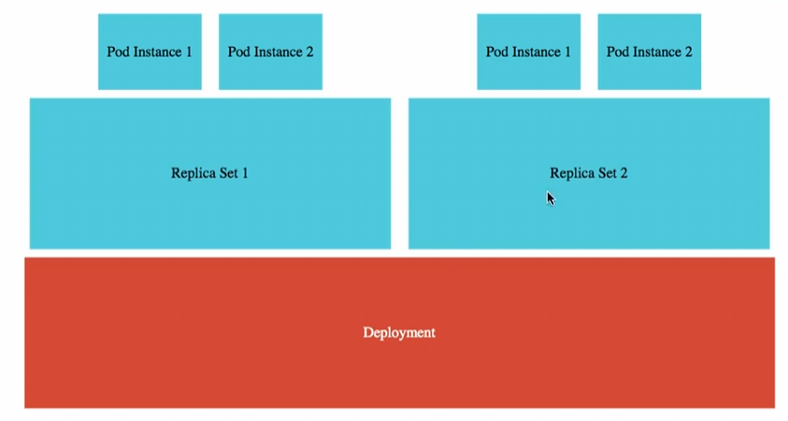 Pod Instance 1
Pod Instance 2
Pod Instance 1
Pod Instance 2
Replica Set 1
Replica Set 2
Deployment